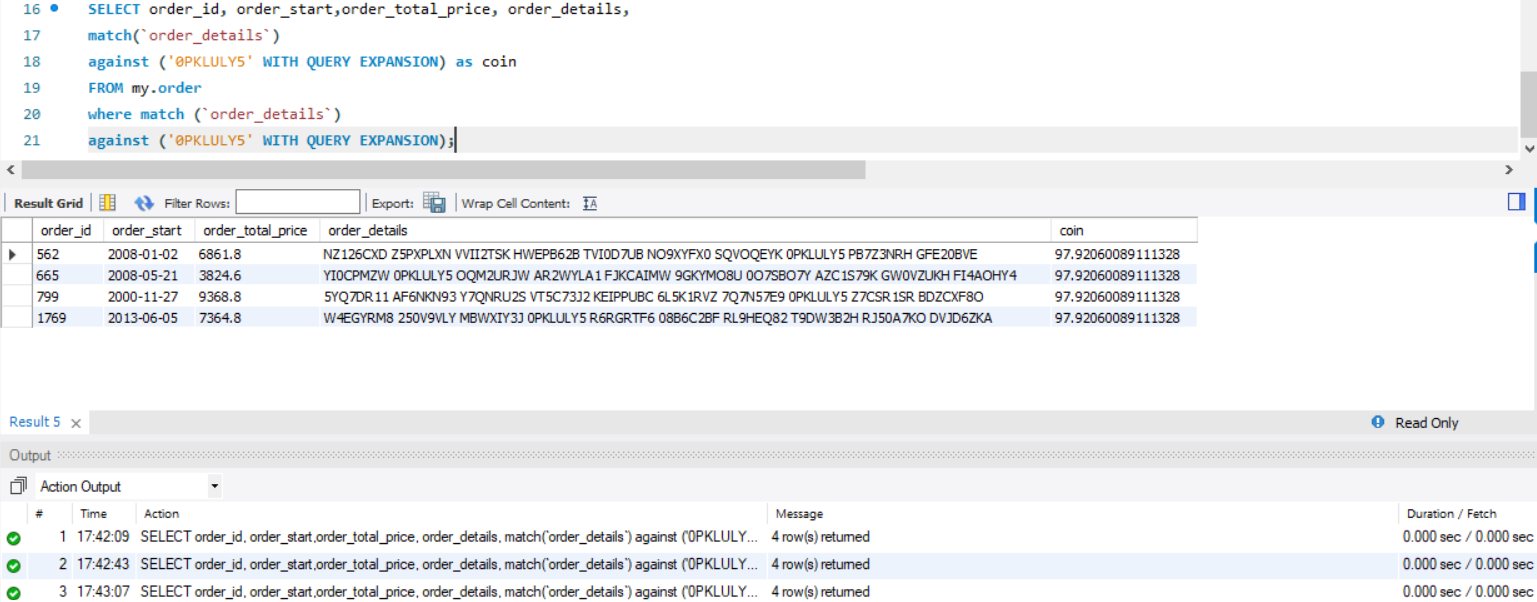 16 SELECT order_id, order_start,order_total_price, order_details,
17 match(`order_details`)
18 against ('0PKLULY5' WITH QUERY EXPANSION) as coin
19 FROM my.order
20 where match (`order_details`)
21 against ('0PKLULY5' WITH QUERY EXPANSION);
Result Grid Filter Rows: Export: Wrap Cell Content: IA
order_id order_start order_total_price order_details coin
562 2008-01-02 6861.8 NZ126CXD Z5PXPLXN VVII2TSK HWEPB62B TVI0D7UB NO9XYFX0 SQVOQEYK 0PKLULY5 PB7Z3NRH GFE20BVE 97.92060089111328
665 2008-05-21 3824.6 YI0CPMZW 0PKLULY5 OQM2URJW AR2WYLA1 FJKCAIMW 9GKYMO8U 0O7SBO7Y AZC1S79K GW0VZUKH FI4AOHY4 97.92060089111328
799 2000-11-27 9368.8 5YQ7DR11 AF6NKN93 Y7QNRU2S VT5C73J2 KEIPPUBC 6L5K1RVZ 7Q7N57E9 0PKLULY5 Z7CSR1SR BDZCXF8O 97.92060089111328
1769 2013-06-05 7364.8 W4EGYRM8 250V9VLY MBWXIY3J 0PKLULY5 R6RGRTF6 08B6C2BF RL9HEQ82 T9DW3B2H RJ50A7KO DVJD6ZKA 97.92060089111328
Result 5 Read Only
Output
Action Output
# Time Action Message Duration / Fetch
1 17:42:09 SELECT order_id, order_start,order_total_price, order_details, match(`order_details`) against ('0PKLULY... 4 row(s) returned 0.000 sec / 0.000 sec
2 17:42:43 SELECT order_id, order_start,order_total_price, order_details, match(`order_details`) against ('0PKLULY... 4 row(s) returned 0.000 sec / 0.000 sec
3 17:43:07 SELECT order_id, order_start,order_total_price, order_details, match(`order_details`) against ('0PKLULY... 4 row(s) returned 0.000 sec / 0.000 sec